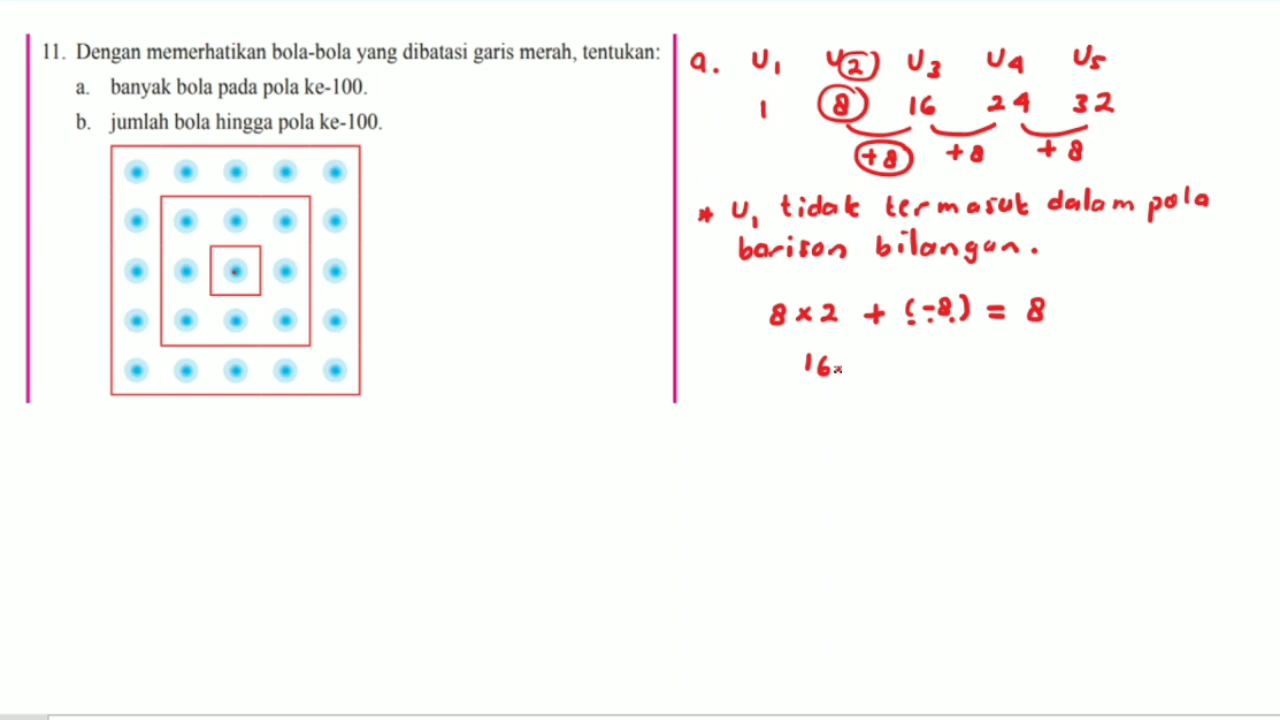 11. Dengan memerhatikan bola-bola yang dibatasi garis merah, tentukan:
a. banyak bola pada pola ke-100.
b. jumlah bola hingga pola ke-100.
a. U₁ U₂ U₃ U₄ U₅
1 8 16 24 32
+8 +8 +8
* U₁ tidak termasuk dalam pola
barisan bilangan.
8 × 2 + (-8) = 8
16